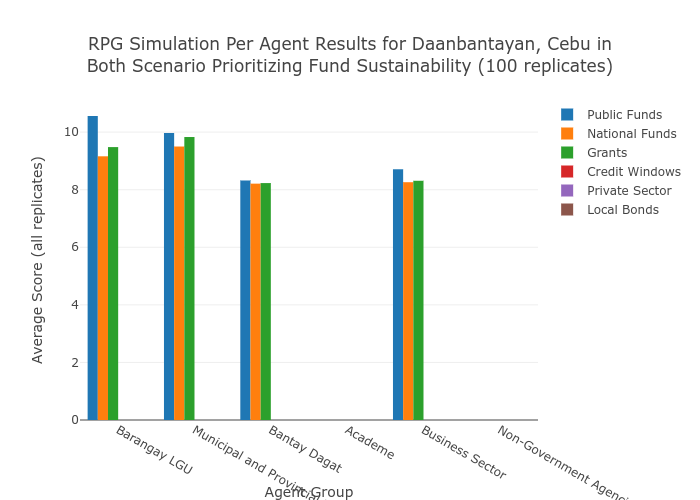 RPG Simulation Per Agent Results for Daanbantayan, Cebu in
Both Scenario Prioritizing Fund Sustainability (100 replicates)
Public Funds
National Funds
Grants
Credit Windows
Private Sector
Local Bonds
Average Score (all replicates)
10
8
6
4
2
0
Barangay LGU
Municipal and Provincial
Bantay Dagat
Academe
Business Sector
Non-Government Agenci
Agent Group